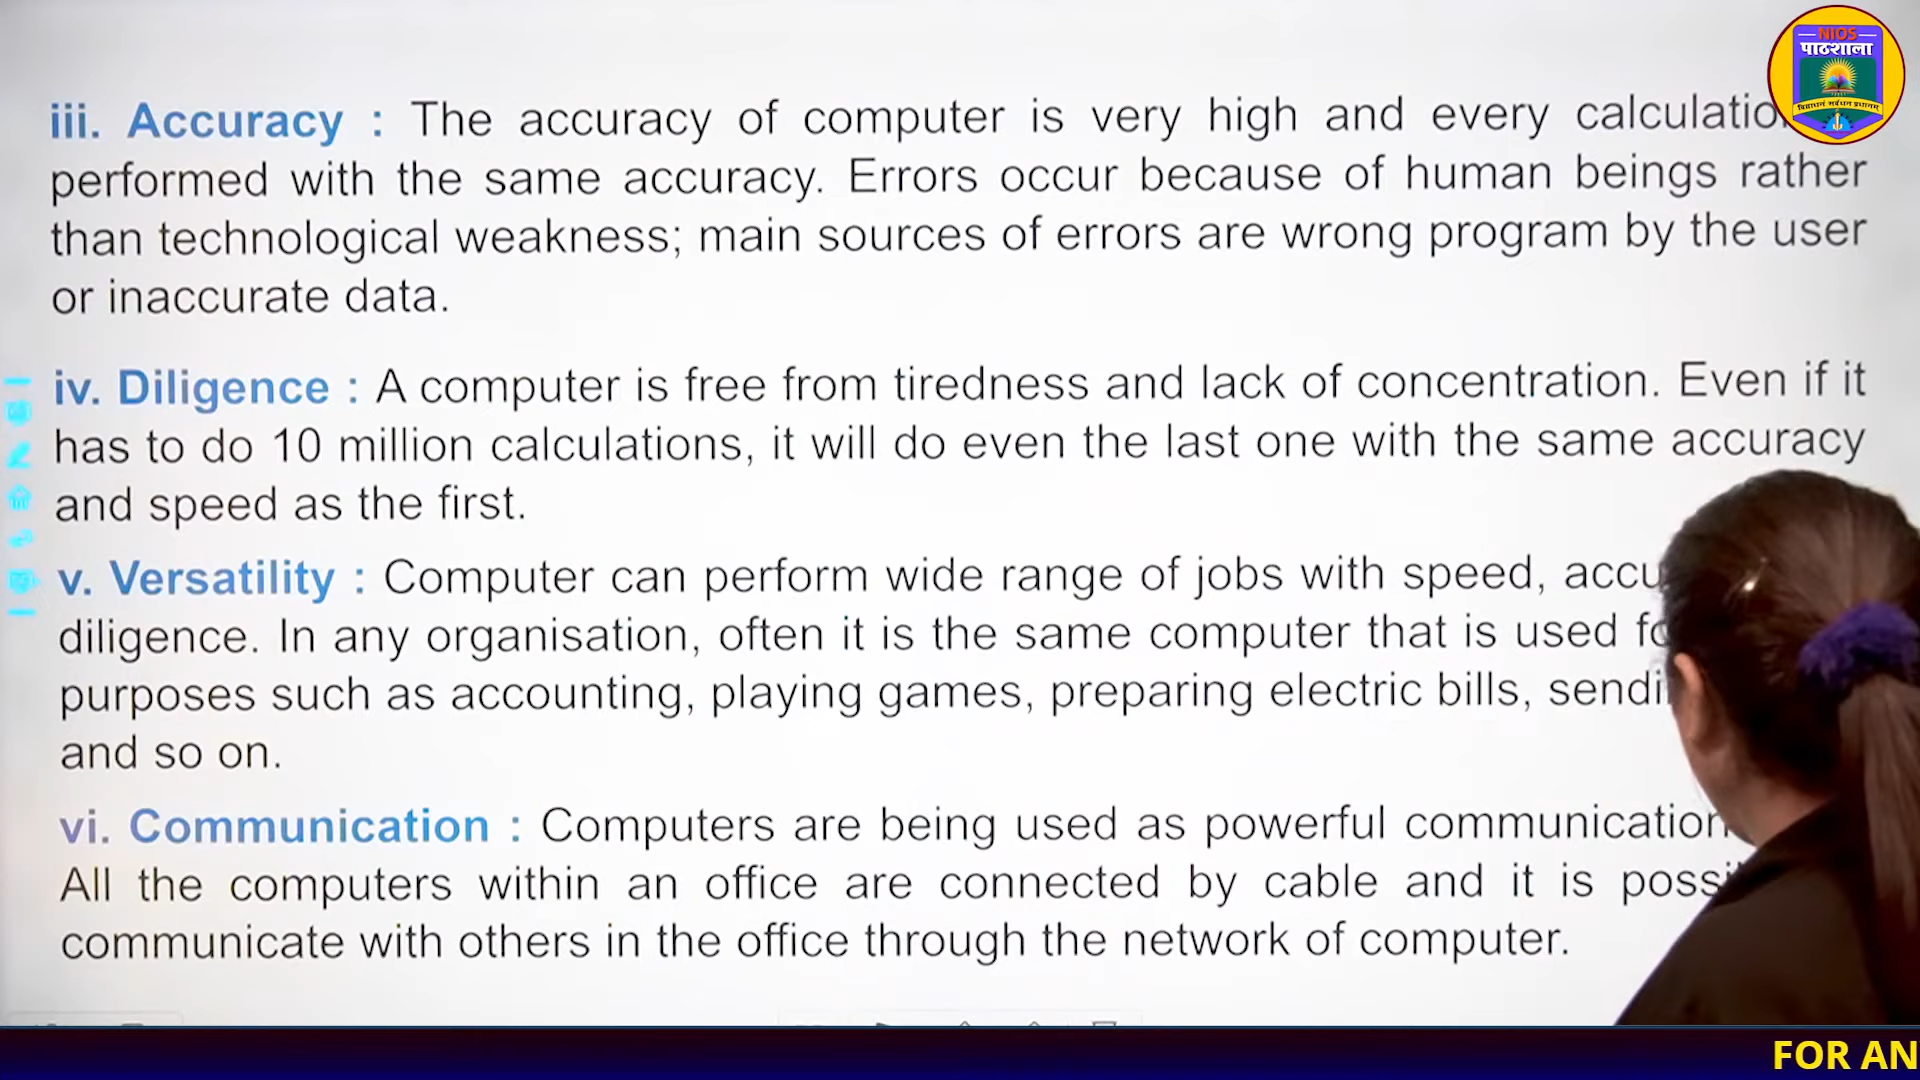 NIOS
पाठशाला
iii. Accuracy : The accuracy of computer is very high and every
performed with the same accuracy. Errors occur because of human beings rather
than technological weakness; main sources of errors are wrong program by the user
or inaccurate data.
iv. Diligence : A computer is free from tiredness and lack of concentration. Even if it
has to do 10 million calculations, it will do even the last one with the same accuracy
and speed as the first.
v. Versatility : Computer can perform wide range of jobs with speed,
diligence. In any organisation, often it is the same computer that is used
purposes such as accounting, playing games, preparing electric bills,
and so on.
vi. Communication : Computers are being used as powerful communication
All the computers within an office are connected by cable and it is
communicate with others in the office through the network of computer.
FOR AN